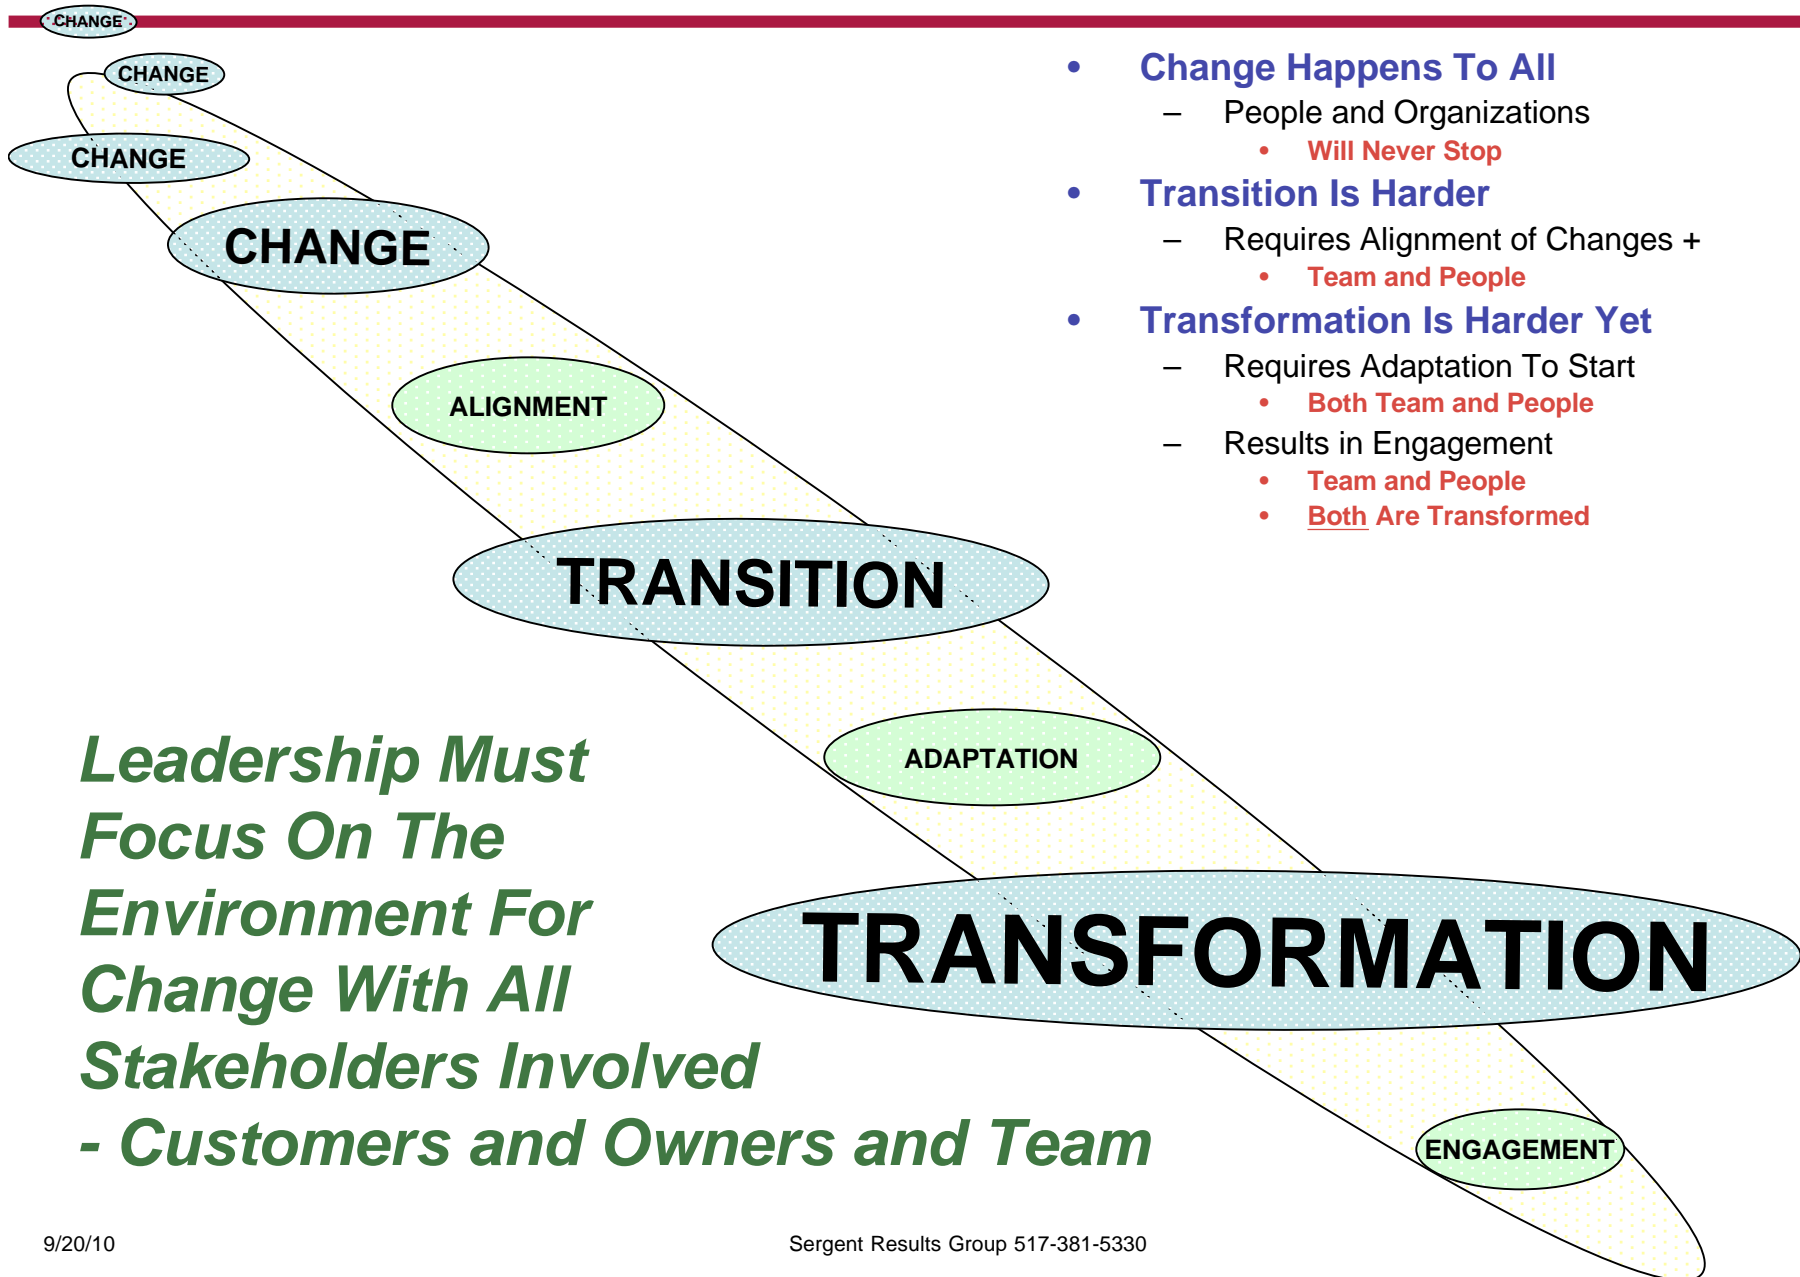 CHANGE
CHANGE
CHANGE
CHANGE
ALIGNMENT
TRANSITION
ADAPTATION
TRANSFORMATION
ENGAGEMENT
• Change Happens To All
– People and Organizations
• Will Never Stop
• Transition Is Harder
– Requires Alignment of Changes +
• Team and People
• Transformation Is Harder Yet
– Requires Adaptation To Start
• Both Team and People
– Results in Engagement
• Team and People
• Both Are Transformed
Leadership Must
Focus On The
Environment For
Change With All
Stakeholders Involved
- Customers and Owners and Team
9/20/10
Sergent Results Group 517-381-5330